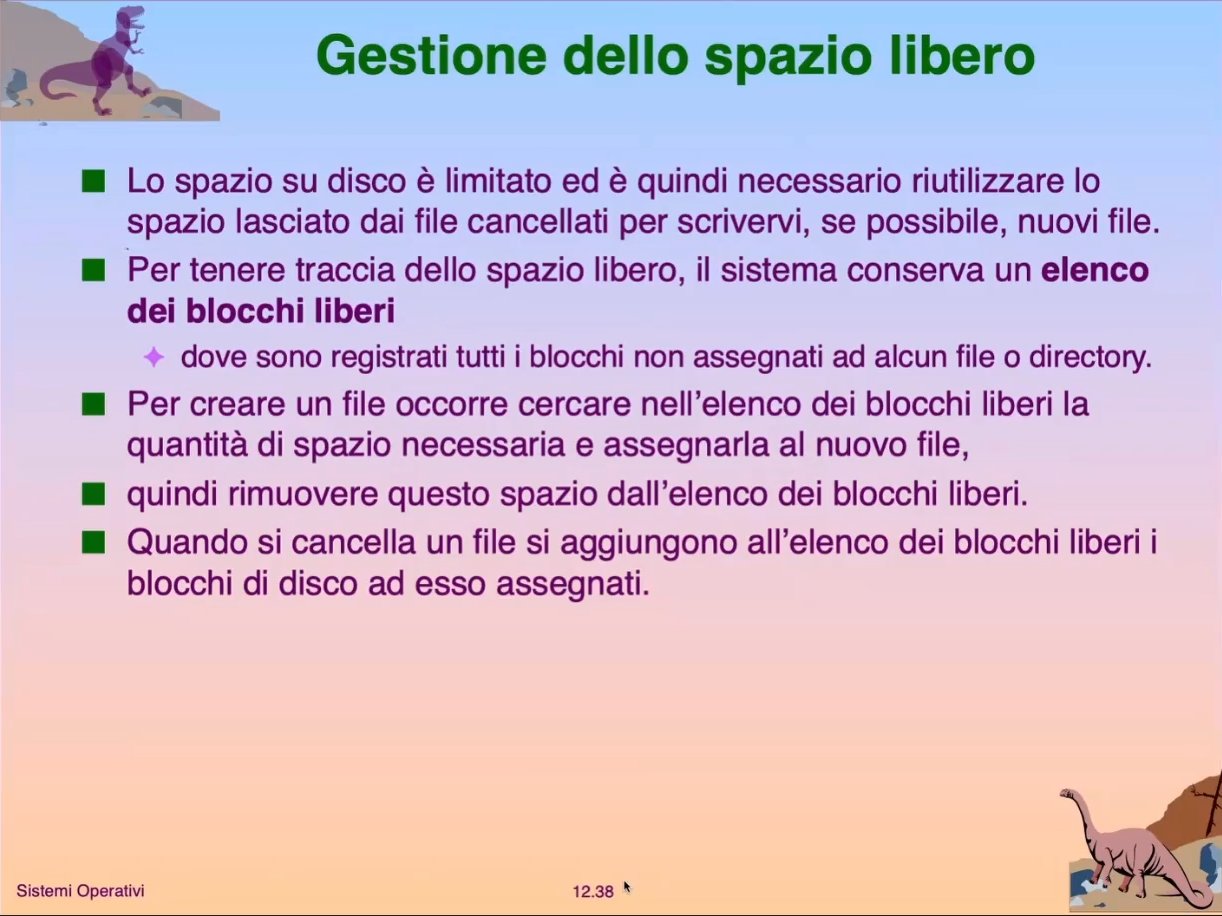 Gestione dello spazio libero
Lo spazio su disco è limitato ed è quindi necessario riutilizzare lo
spazio lasciato dai file cancellati per scrivervi, se possibile, nuovi file.
Per tenere traccia dello spazio libero, il sistema conserva un elenco
dei blocchi liberi
dove sono registrati tutti i blocchi non assegnati ad alcun file o directory.
Per creare un file occorre cercare nell’elenco dei blocchi liberi la
quantità di spazio necessaria e assegnarla al nuovo file,
quindi rimuovere questo spazio dall’elenco dei blocchi liberi.
Quando si cancella un file si aggiungono all’elenco dei blocchi liberi i
blocchi di disco ad esso assegnati.
Sistemi Operativi
12.38